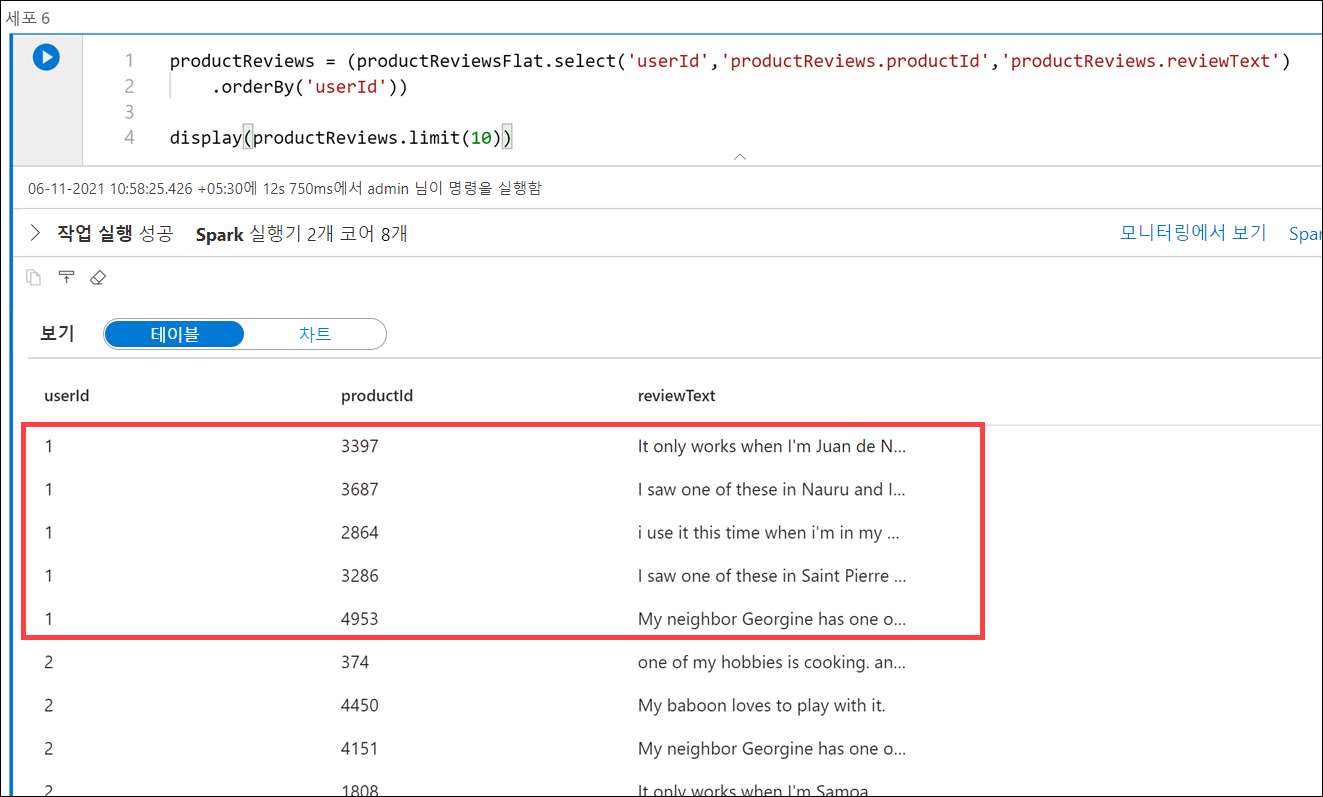 세포 6
1 productReviews = (productReviewsFlat.select('userId','productReviews.productId','productReviews.reviewText')
2 .orderBy('userId'))
3
4 display(productReviews.limit(10))
06-11-2021 10:58:25.426 +05:30에 12s 750ms에서 admin 님이 명령을 실행함
작업 실행 성공 Spark 실행기 2개 코어 8개 모니터링에서 보기 Spar
보기 테이블 차트
userId productId reviewText
1 3397 It only works when I'm Juan de N...
1 3687 I saw one of these in Nauru and I...
1 2864 i use it this time when i'm in my ...
1 3286 I saw one of these in Saint Pierre ...
1 4953 My neighbor Georgine has one o...
2 374 one of my hobbies is cooking. an...
2 4450 My baboon loves to play with it.
2 4151 My neighbor Georgine has one o...
2 1808 It only works when I'm Samoa